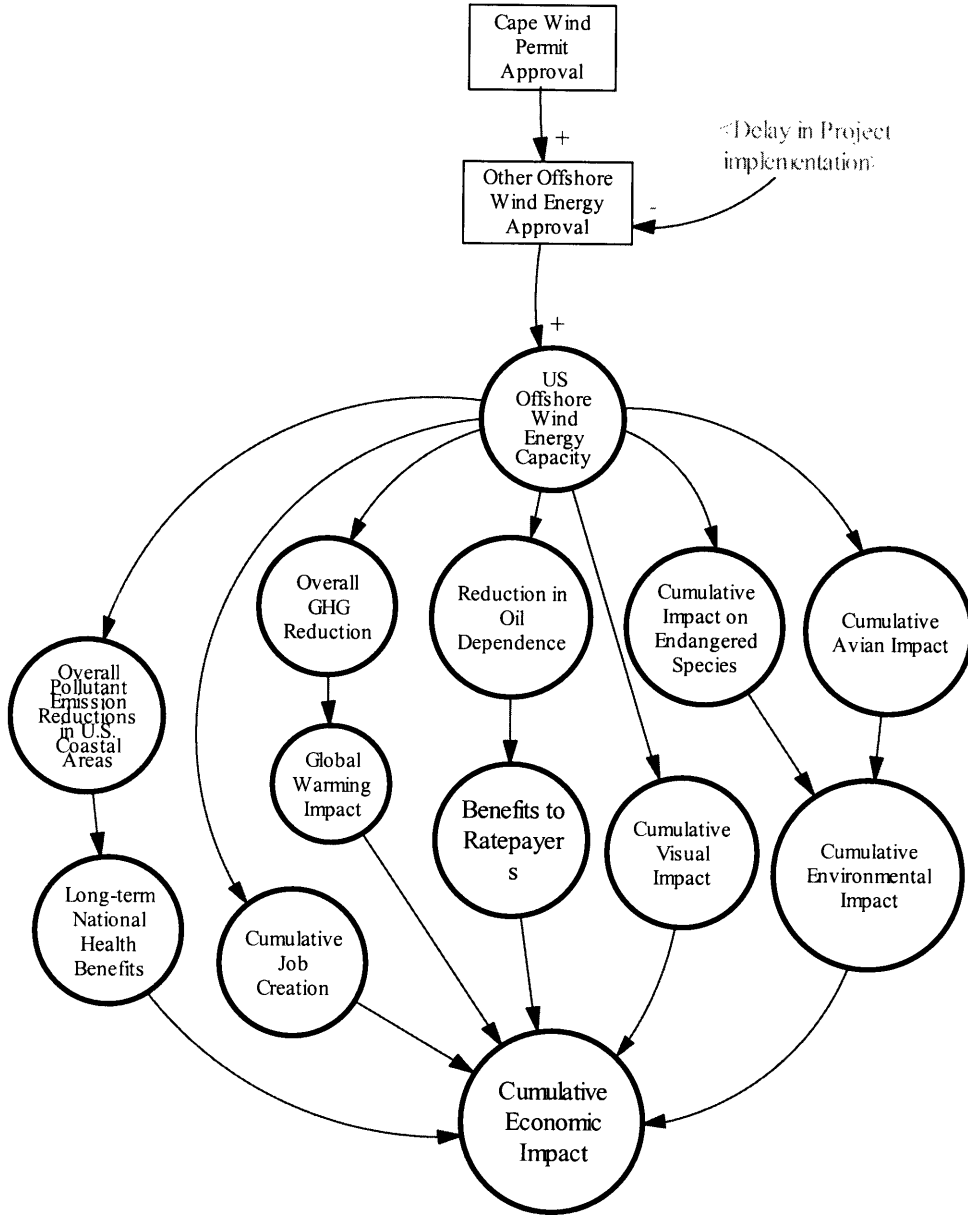 Cape Wind
Permit
Approval
+
<Delay in Project
implementation>
Other Offshore
Wind Energy
Approval
-
+
US
Offshore
Wind
Energy
Capacity
Overall
GHG
Reduction
Reduction in
Oil
Dependence
Cumulative
Impact on
Endangered
Species
Cumulative
Avian Impact
Overall
Pollutant
Emission
Reductions
in U.S.
Coastal
Areas
Global
Warming
Impact
Benefits to
Ratepayer
s
Cumulative
Visual
Impact
Cumulative
Environmental
Impact
Long-term
National
Health
Benefits
Cumulative
Job
Creation
Cumulative
Economic
Impact